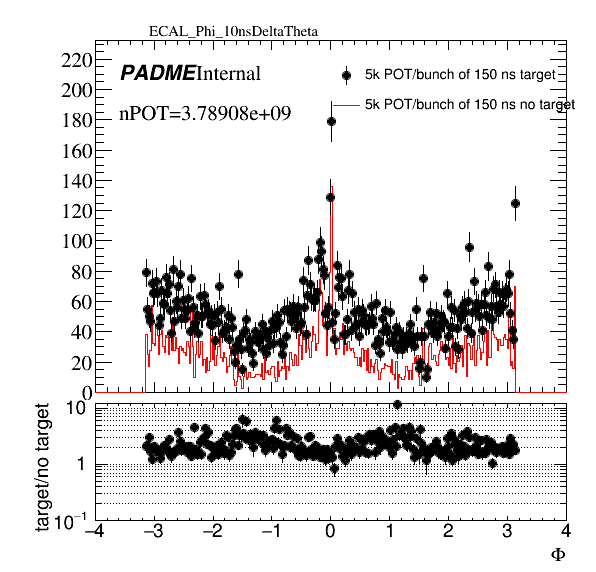 ECAL_Phi_10nsDeltaTheta
PADME Internal
nPOT=3.78908e+09
5k POT/bunch of 150 ns target
5k POT/bunch of 150 ns no target
220
200
180
160
140
120
100
80
60
40
20
0
target/no target
10
1
10⁻¹
−4 −3 −2 −1 0 1 2 3 4
Φ